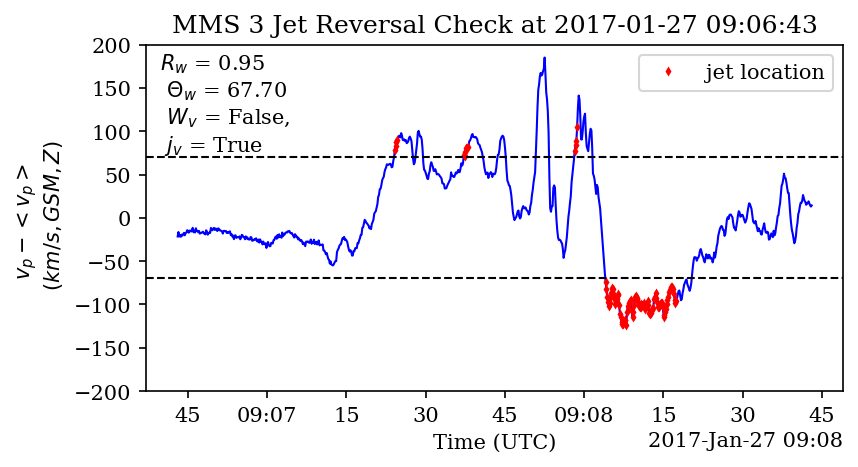 MMS 3 Jet Reversal Check at 2017-01-27 09:06:43
200
150
100
50
0
−50
−100
−150
−200
v_p − < v_p >
(km/s, GSM, Z)
R_w = 0.95
Θ_w = 67.70
W_v = False,
j_v = True
jet location
45 09:07 15 30 45 09:08 15 30 45
Time (UTC)
2017-Jan-27 09:08